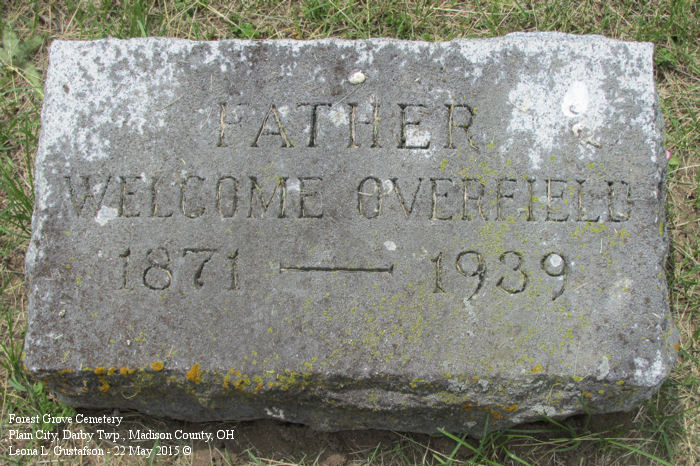 FATHER
WELCOME OVERFIELD
1871 — 1939
Forest Grove Cemetery
Plain City, Darby Twp., Madison County, OH
Leona L. Gustafson - 22 May 2015 ©